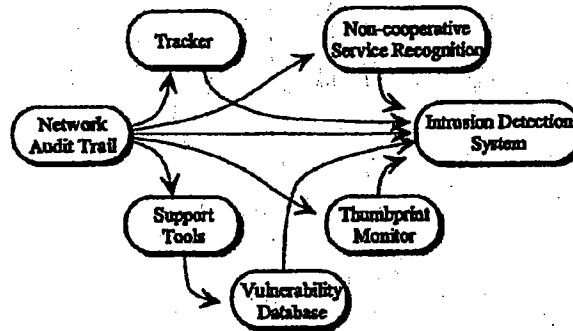 Tracker
Non-cooperative
Service Recognition
Network
Audit Trail
Intrusion Detection
System
Support
Tools
Thumbprint
Monitor
Vulnerability
Database